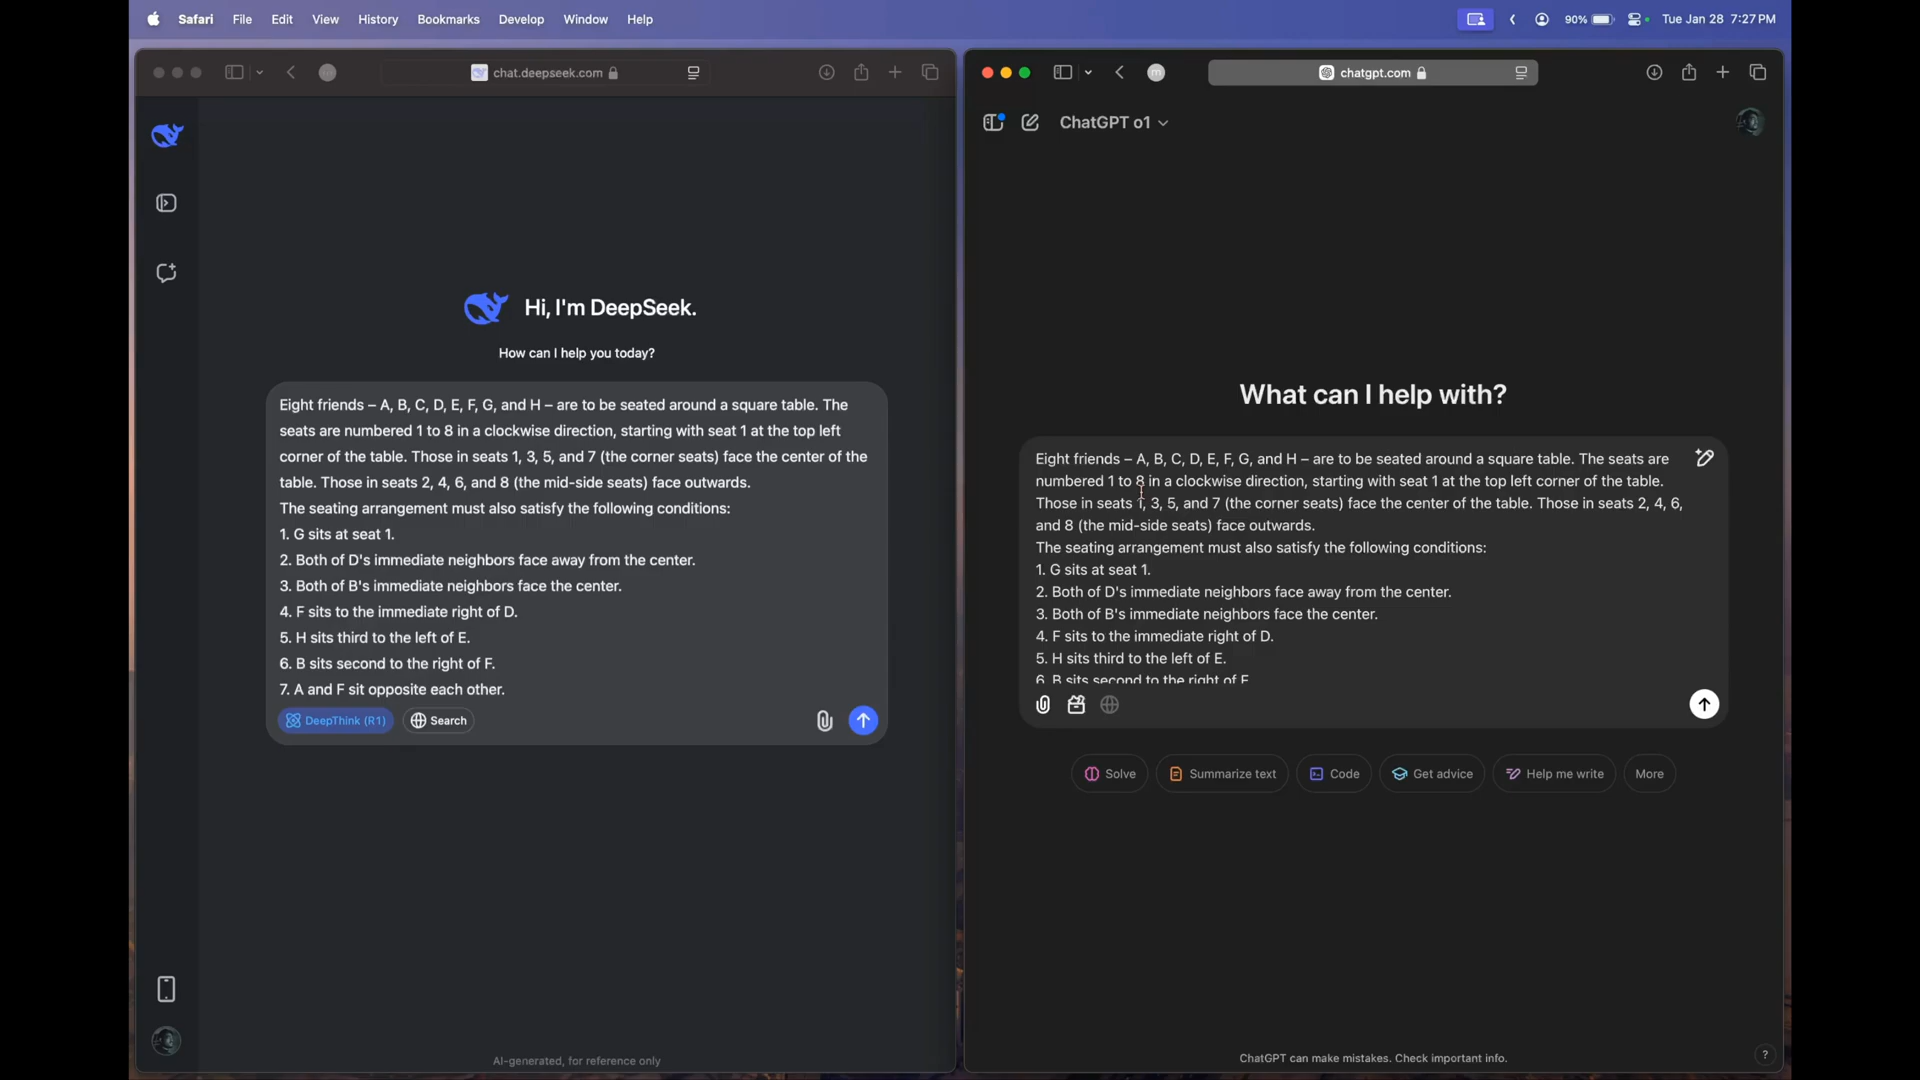 Safari File Edit View History Bookmarks Develop Window Help
90% Tue Jan 28 7:27 PM
chat.deepseek.com
Hi, I'm DeepSeek.
How can I help you today?
Eight friends – A, B, C, D, E, F, G, and H – are to be seated around a square table. The
seats are numbered 1 to 8 in a clockwise direction, starting with seat 1 at the top left
corner of the table. Those in seats 1, 3, 5, and 7 (the corner seats) face the center of the
table. Those in seats 2, 4, 6, and 8 (the mid-side seats) face outwards.
The seating arrangement must also satisfy the following conditions:
1. G sits at seat 1.
2. Both of D's immediate neighbors face away from the center.
3. Both of B's immediate neighbors face the center.
4. F sits to the immediate right of D.
5. H sits third to the left of E.
6. B sits second to the right of F.
7. A and F sit opposite each other.
DeepThink (R1) Search
AI-generated, for reference only
m
chatgpt.com
ChatGPT o1
What can I help with?
Eight friends – A, B, C, D, E, F, G, and H – are to be seated around a square table. The seats are
numbered 1 to 8 in a clockwise direction, starting with seat 1 at the top left corner of the table.
Those in seats 1, 3, 5, and 7 (the corner seats) face the center of the table. Those in seats 2, 4, 6,
and 8 (the mid-side seats) face outwards.
The seating arrangement must also satisfy the following conditions:
1. G sits at seat 1.
2. Both of D's immediate neighbors face away from the center.
3. Both of B's immediate neighbors face the center.
4. F sits to the immediate right of D.
5. H sits third to the left of E.
6. B sits second to the right of F.
Solve Summarize text Code Get advice Help me write More
ChatGPT can make mistakes. Check important info.
?